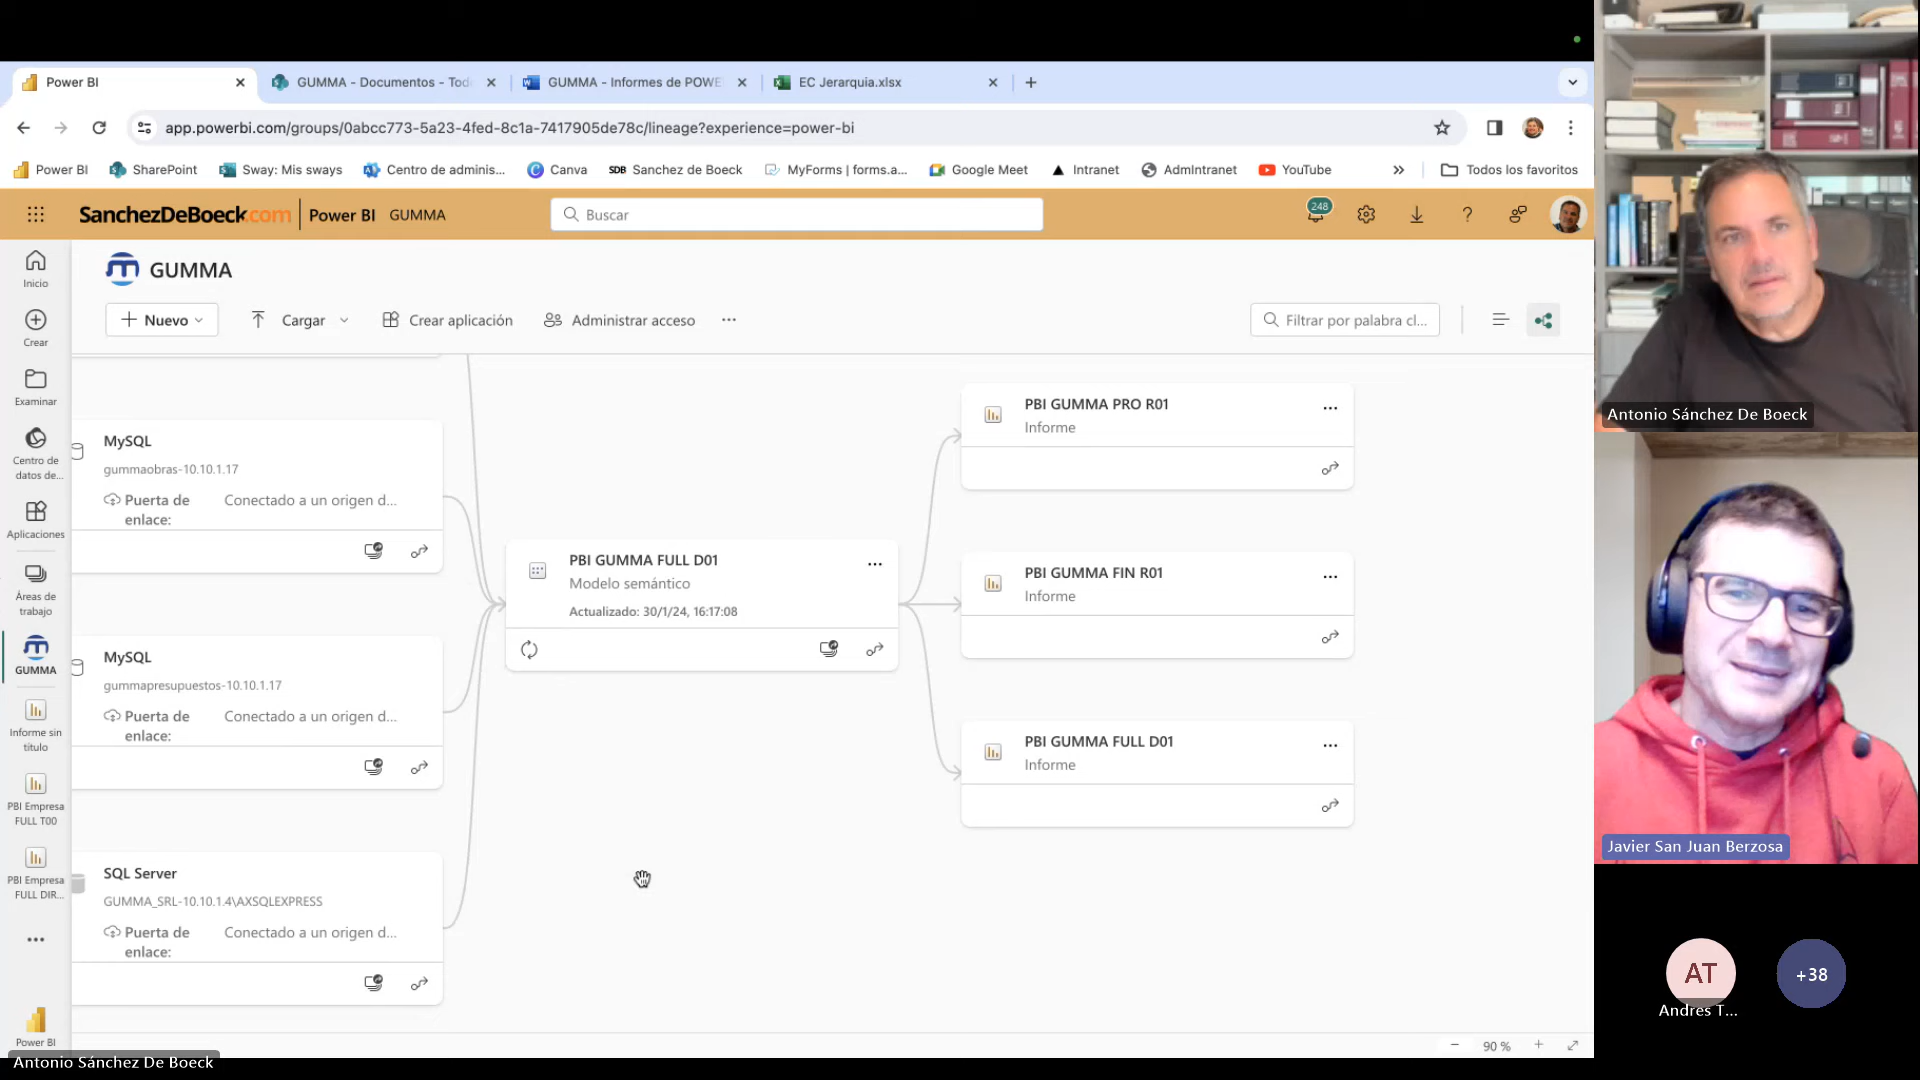 Power BI
GUMMA - Documentos - Tod
GUMMA - Informes de POWE
EC Jerarquia.xlsx
app.powerbi.com/groups/0abcc773-5a23-4fed-8c1a-7417905de78c/lineage?experience=power-bi
Power BI
SharePoint
Sway: Mis sways
Centro de adminis...
Canva
SDB Sanchez de Boeck
MyForms | forms.a...
Google Meet
Intranet
AdmIntranet
YouTube
Todos los favoritos
SanchezDeBoeck.com
Power BI
GUMMA
Buscar
248
GUMMA
Nuevo
Cargar
Crear aplicación
Administrar acceso
Filtrar por palabra cl...
Inicio
Crear
Examinar
Centro de
datos de...
Aplicaciones
Áreas de
trabajo
GUMMA
Informe sin
titulo
PBI Empresa
FULL T00
PBI Empresa
FULL DIR...
Power BI
MySQL
gummaobras-10.10.1.17
Puerta de
enlace:
Conectado a un origen d...
MySQL
gummapresupuestos-10.10.1.17
Puerta de
enlace:
Conectado a un origen d...
SQL Server
GUMMA_SRL-10.10.1.4\AXSQLEXPRESS
Puerta de
enlace:
Conectado a un origen d...
PBI GUMMA FULL D01
Modelo semántico
Actualizado: 30/1/24, 16:17:08
PBI GUMMA PRO R01
Informe
PBI GUMMA FIN R01
Informe
PBI GUMMA FULL D01
Informe
90 %
Antonio Sánchez De Boeck
Javier San Juan Berzosa
AT
Andres T...
+38
Antonio Sánchez De Boeck